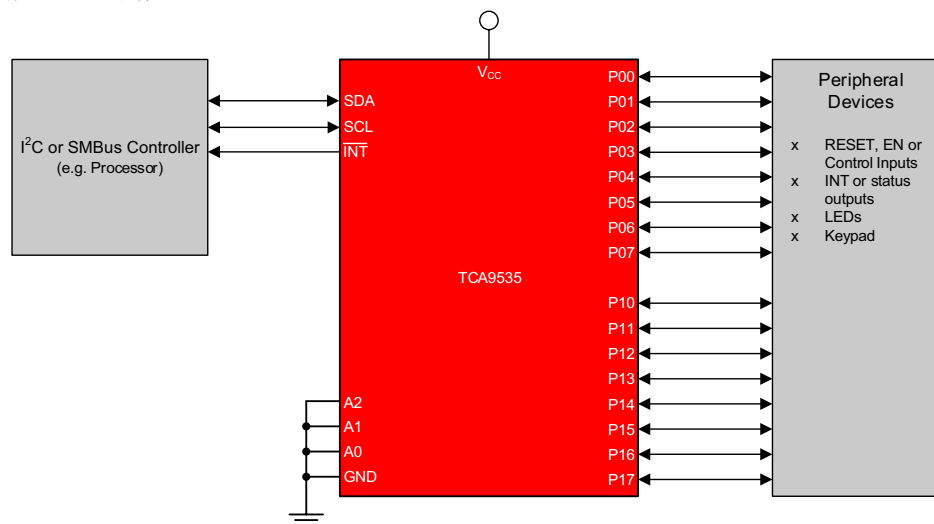 V_CC
I²C or SMBus Controller
(e.g. Processor)
SDA
SCL
I̅N̅T̅
TCA9535
A2
A1
A0
GND
P00
P01
P02
P03
P04
P05
P06
P07
P10
P11
P12
P13
P14
P15
P16
P17
Peripheral
Devices
x RESET, EN or
Control Inputs
x INT or status
outputs
x LEDs
x Keypad